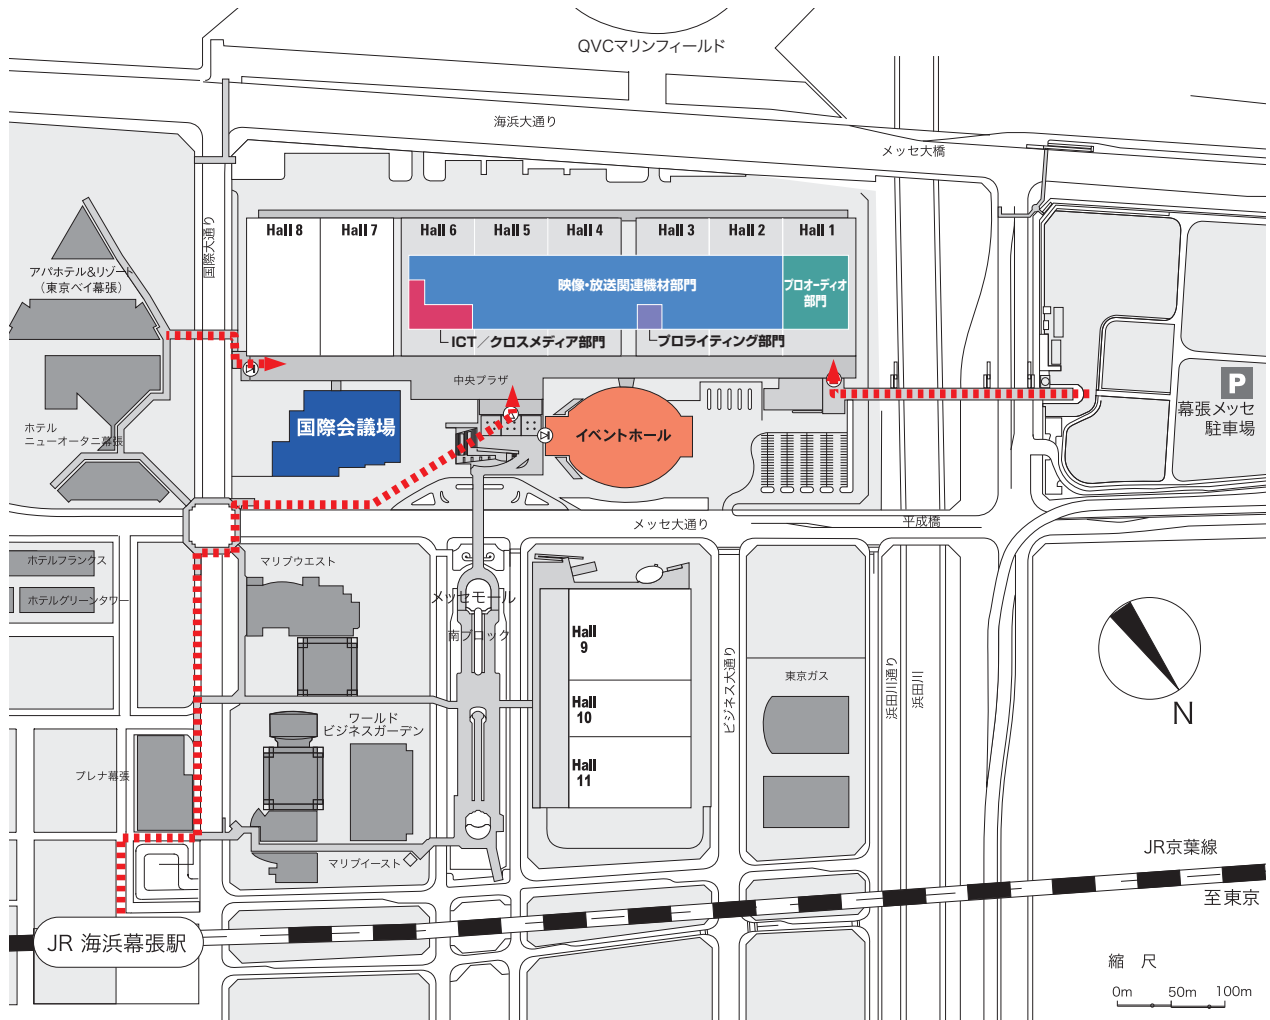 QVCマリンフィールド
海浜大通り
メッセ大橋
国際大通り
アパホテル&リゾート
(東京ベイ幕張)
Hall 8
Hall 7
Hall 6
Hall 5
Hall 4
Hall 3
Hall 2
Hall 1
映像・放送関連機材部門
プロオーディオ
部門
ICT/クロスメディア部門
プロライティング部門
中央プラザ
P
幕張メッセ
駐車場
ホテル
ニューオータニ幕張
国際会議場
イベントホール
メッセ大通り
平成橋
ホテルフランクス
ホテルグリーンタワー
マリブウエスト
メッセモール
南ブロック
Hall
9
Hall
10
Hall
11
ビジネス大通り
東京ガス
浜田川通り
浜田川
N
ワールド
ビジネスガーデン
プレナ幕張
マリブイースト
JR京葉線
至東京
JR 海浜幕張駅
縮 尺
0m 50m 100m